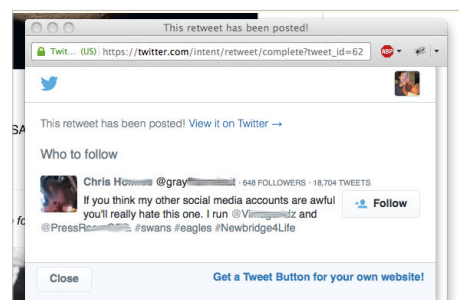 This retweet has been posted!
Twit... (US) https://twitter.com/intent/retweet/complete?tweet_id=62
ABP
This retweet has been posted! View it on Twitter →
SA
Who to follow
Chris @gray · 648 FOLLOWERS · 18,704 TWEETS
If you think my other social media accounts are awful
you'll really hate this one. I run and
#swans #eagles #Newbridge4Life
Follow
Close
Get a Tweet Button for your own website!